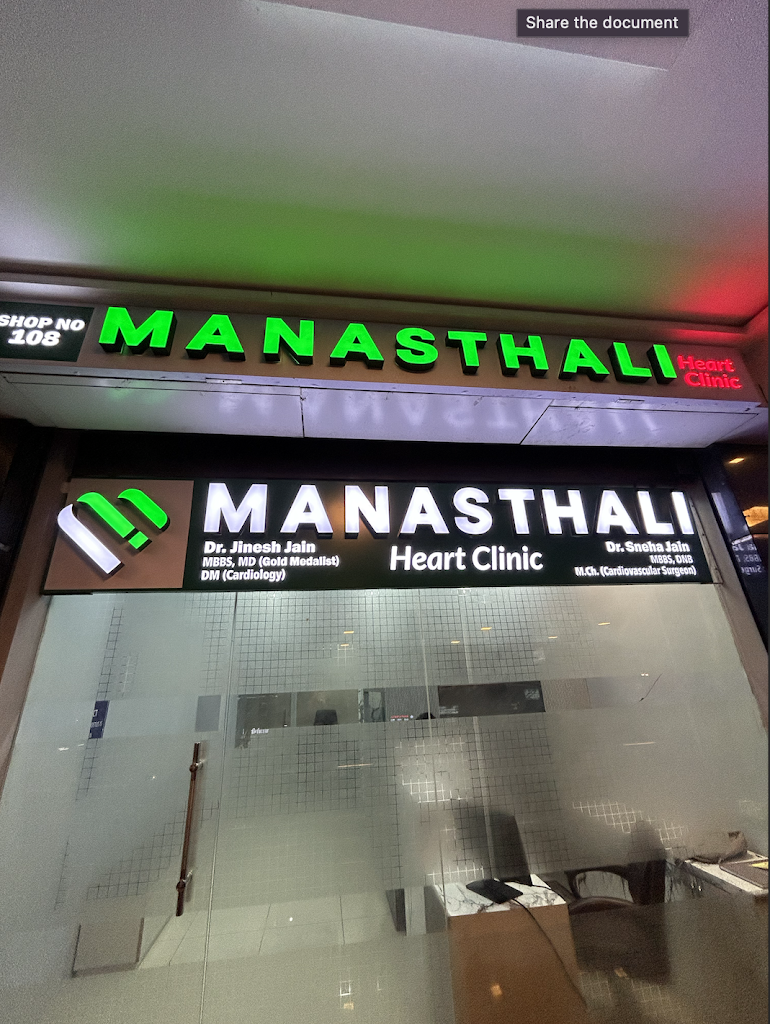 Share the document
SHOP NO
108
MANASTHALI
Heart
Clinic
MANASTHALI
Dr. Jinesh Jain
MBBS, MD (Gold Medalist)
DM (Cardiology)
Heart Clinic
Dr. Sneha Jain
MBBS, DNB
M.Ch. (Cardiovascular Surgeon)